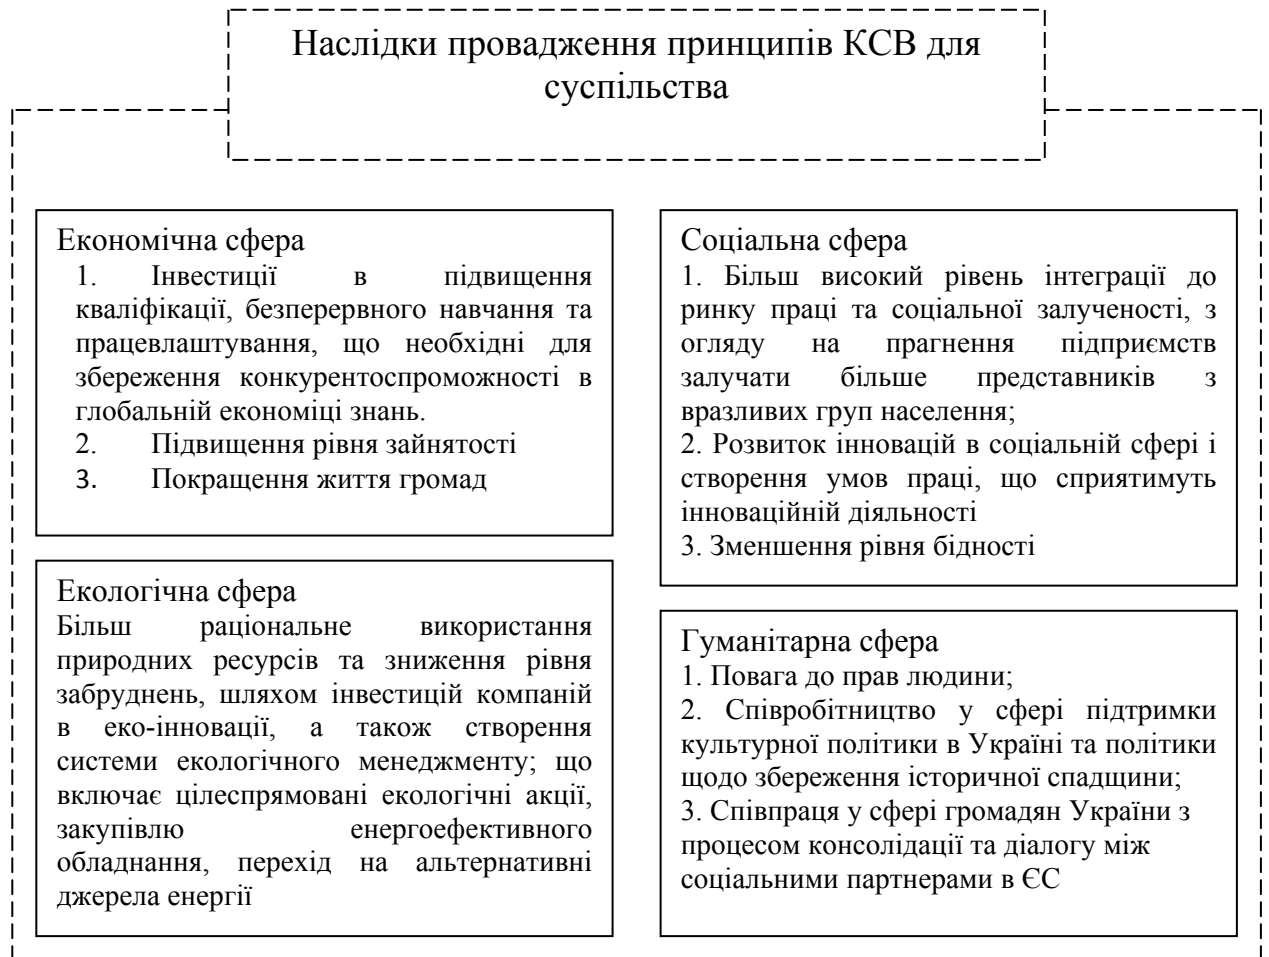 Наслідки провадження принципів КСВ для
суспільства
Економічна сфера
1. Інвестиції в підвищення
кваліфікації, безперервного навчання та
працевлаштування, що необхідні для
збереження конкурентоспроможності в
глобальній економіці знань.
2. Підвищення рівня зайнятості
3. Покращення життя громад
Екологічна сфера
Більш раціональне використання
природних ресурсів та зниження рівня
забруднень, шляхом інвестицій компаній
в еко-інновації, а також створення
системи екологічного менеджменту; що
включає цілеспрямовані екологічні акції,
закупівлю енергоефективного
обладнання, перехід на альтернативні
джерела енергії
Соціальна сфера
1. Більш високий рівень інтеграції до
ринку праці та соціальної залученості, з
огляду на прагнення підприємств
залучати більше представників з
вразливих груп населення;
2. Розвиток інновацій в соціальній сфері і
створення умов праці, що сприятимуть
інноваційній діяльності
3. Зменшення рівня бідності
Гуманітарна сфера
1. Повага до прав людини;
2. Співробітництво у сфері підтримки
культурної політики в Україні та політики
щодо збереження історичної спадщини;
3. Співпраця у сфері громадян України з
процесом консолідації та діалогу між
соціальними партнерами в ЄС